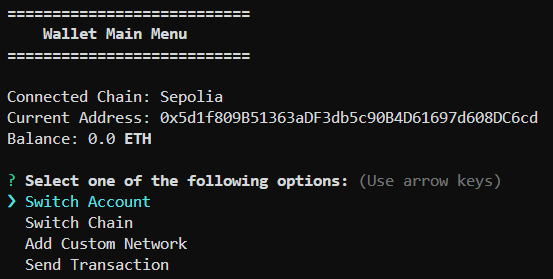 ===========================
Wallet Main Menu
===========================
Connected Chain: Sepolia
Current Address: 0x5d1f809B51363aDF3db5c90B4D61697d608DC6cd
Balance: 0.0 ETH
? Select one of the following options: (Use arrow keys)
❯ Switch Account
Switch Chain
Add Custom Network
Send Transaction